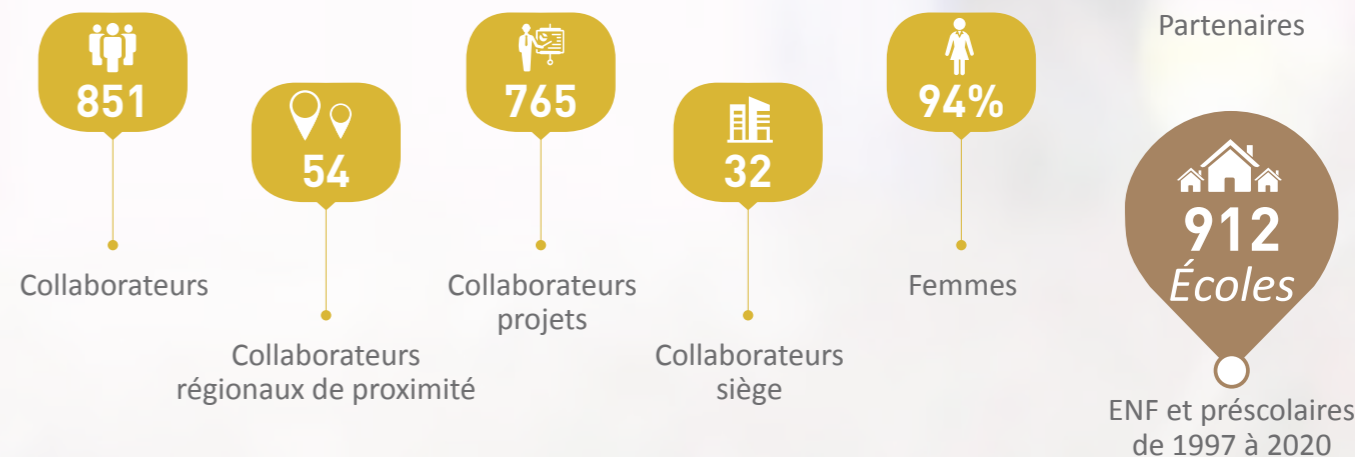 851
Collaborateurs
54
Collaborateurs
régionaux de proximité
765
Collaborateurs
projets
32
Collaborateurs
siège
94%
Femmes
Partenaires
912
Écoles
ENF et préscolaires
de 1997 à 2020